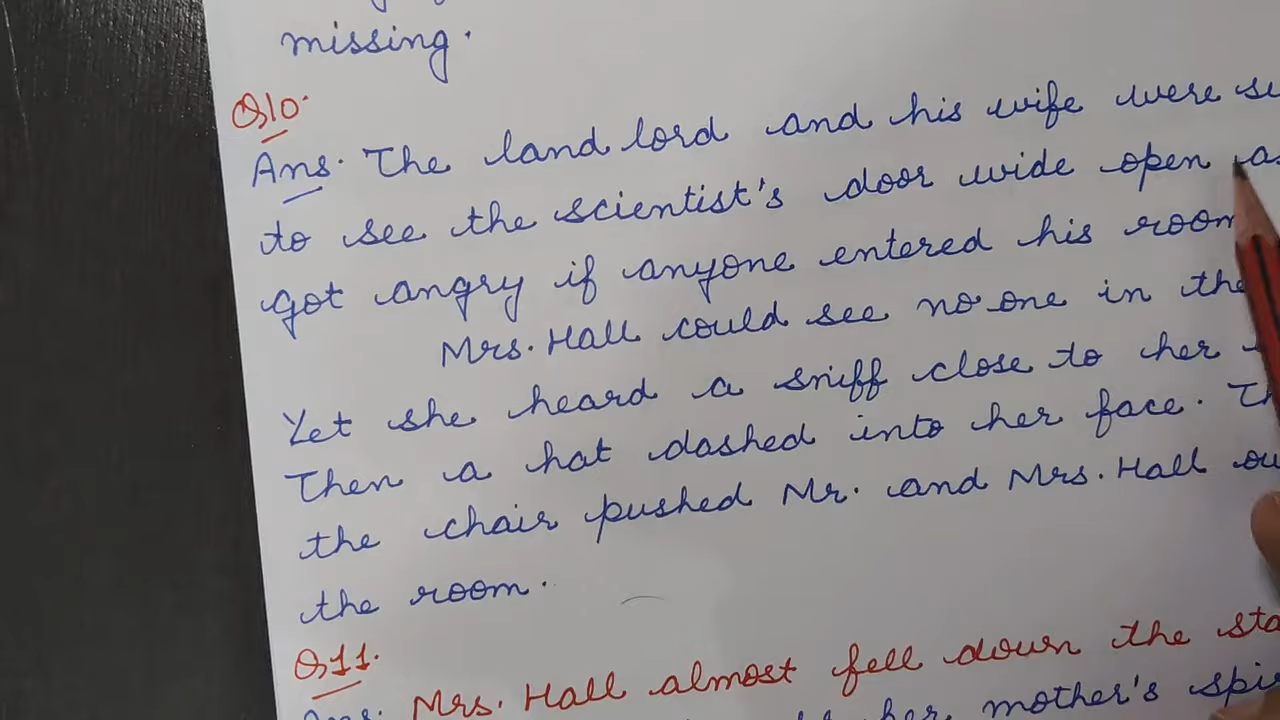 missing.
Q10.
Ans. The land lord and his wife were
to see the scientist's door wide open
got angry if anyone entered his room
Mrs. Hall could see no one in the
Yet she heard a sniff close to her
Then a hat dashed into her face.
the chair pushed Mr. and Mrs. Hall
the room.
Q11.
Mrs. Hall almost fell down the
Ans. her mother's